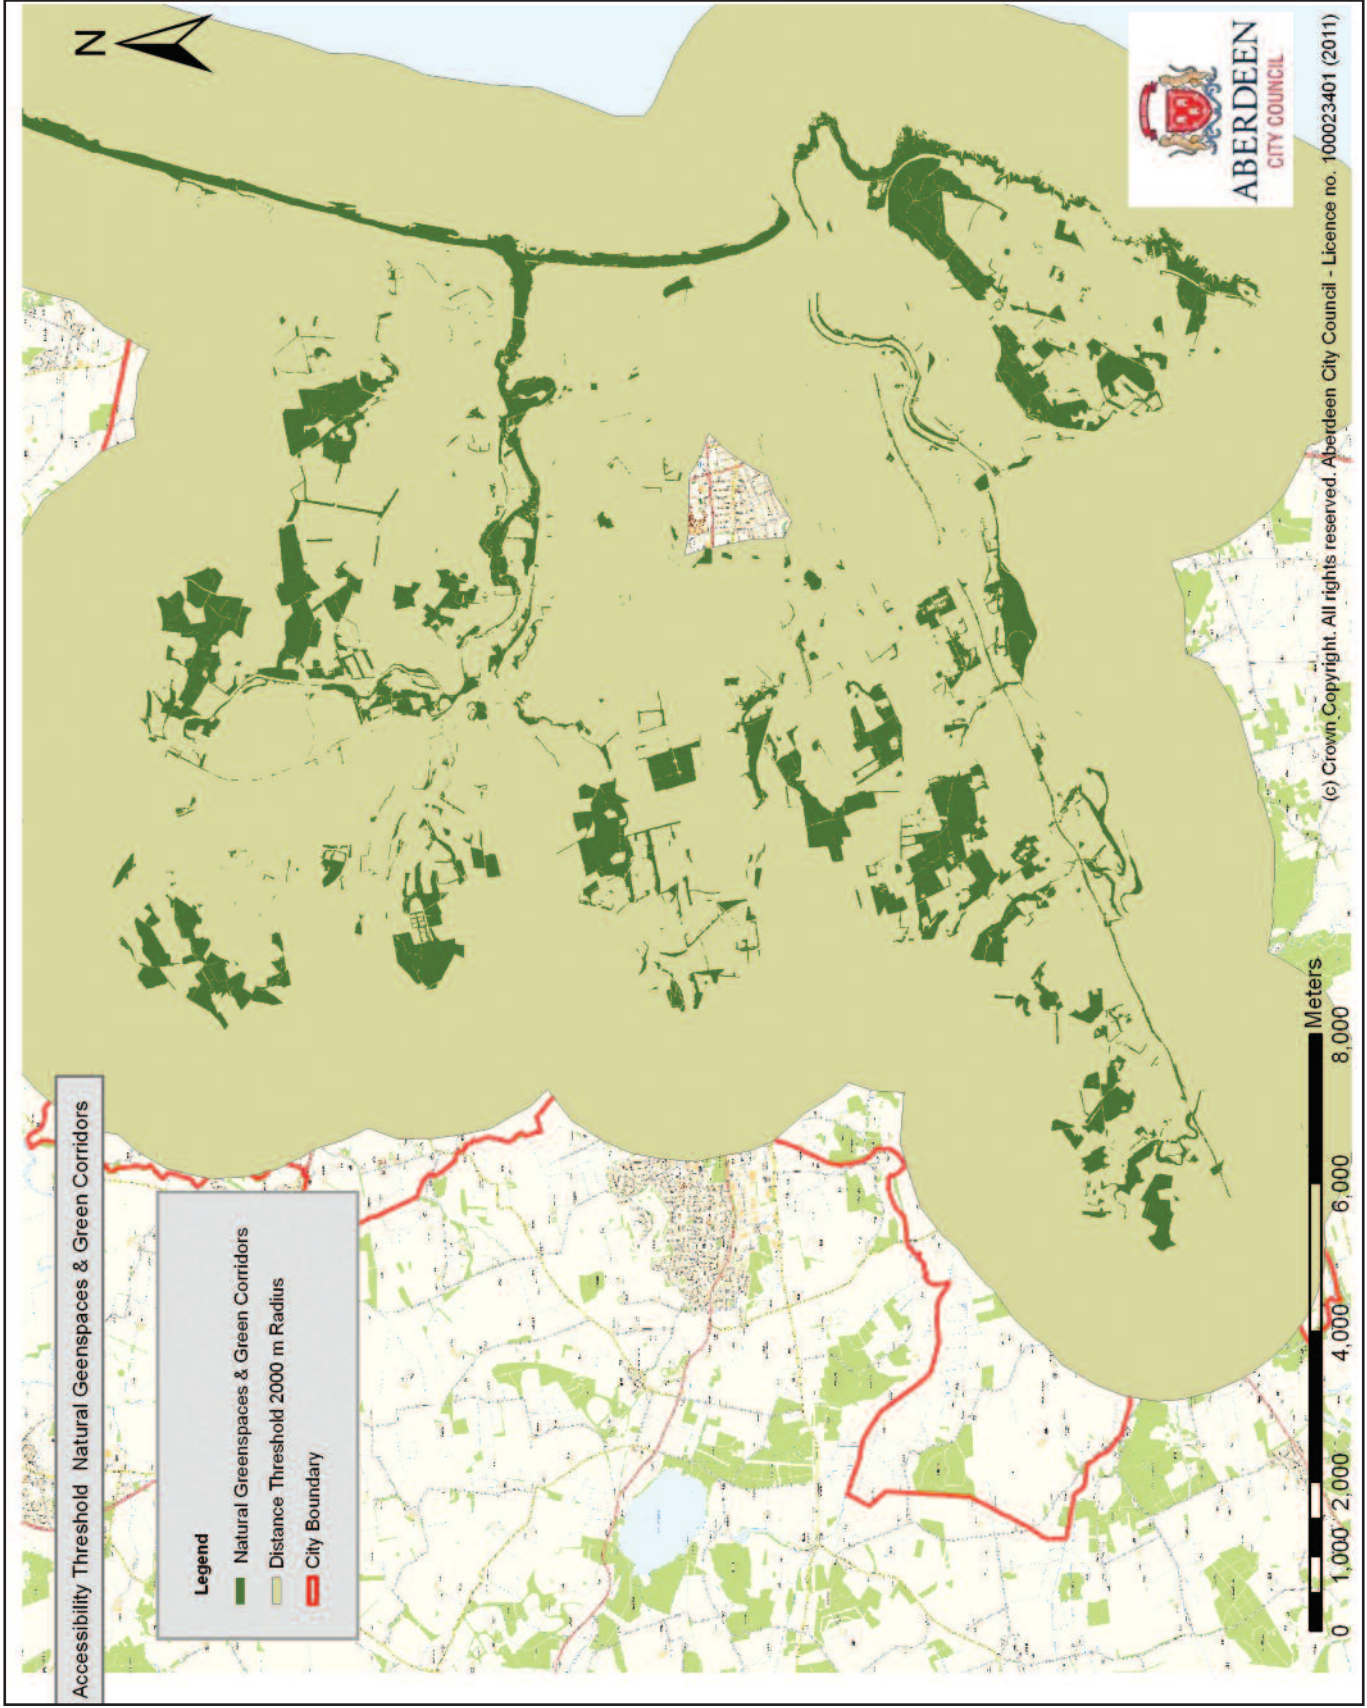 Accessibility Threshold Natural Geenspaces & Green Corridors
N
Legend
Natural Greenspaces & Green Corridors
Distance Threshold 2000 m Radius
City Boundary
ABERDEEN
CITY COUNCIL
0 1,000 2,000 4,000 6,000 8,000
Meters
(c) Crown Copyright. All rights reserved. Aberdeen City Council - Licence no. 100023401 (2011)